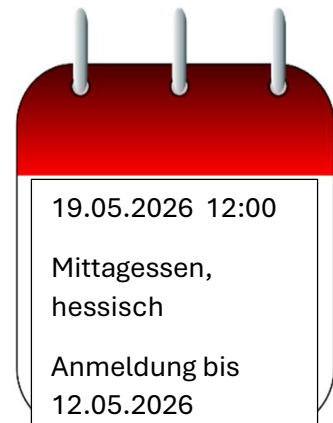 19.05.2026 12:00
Mittagessen,
hessisch
Anmeldung bis
12.05.2026